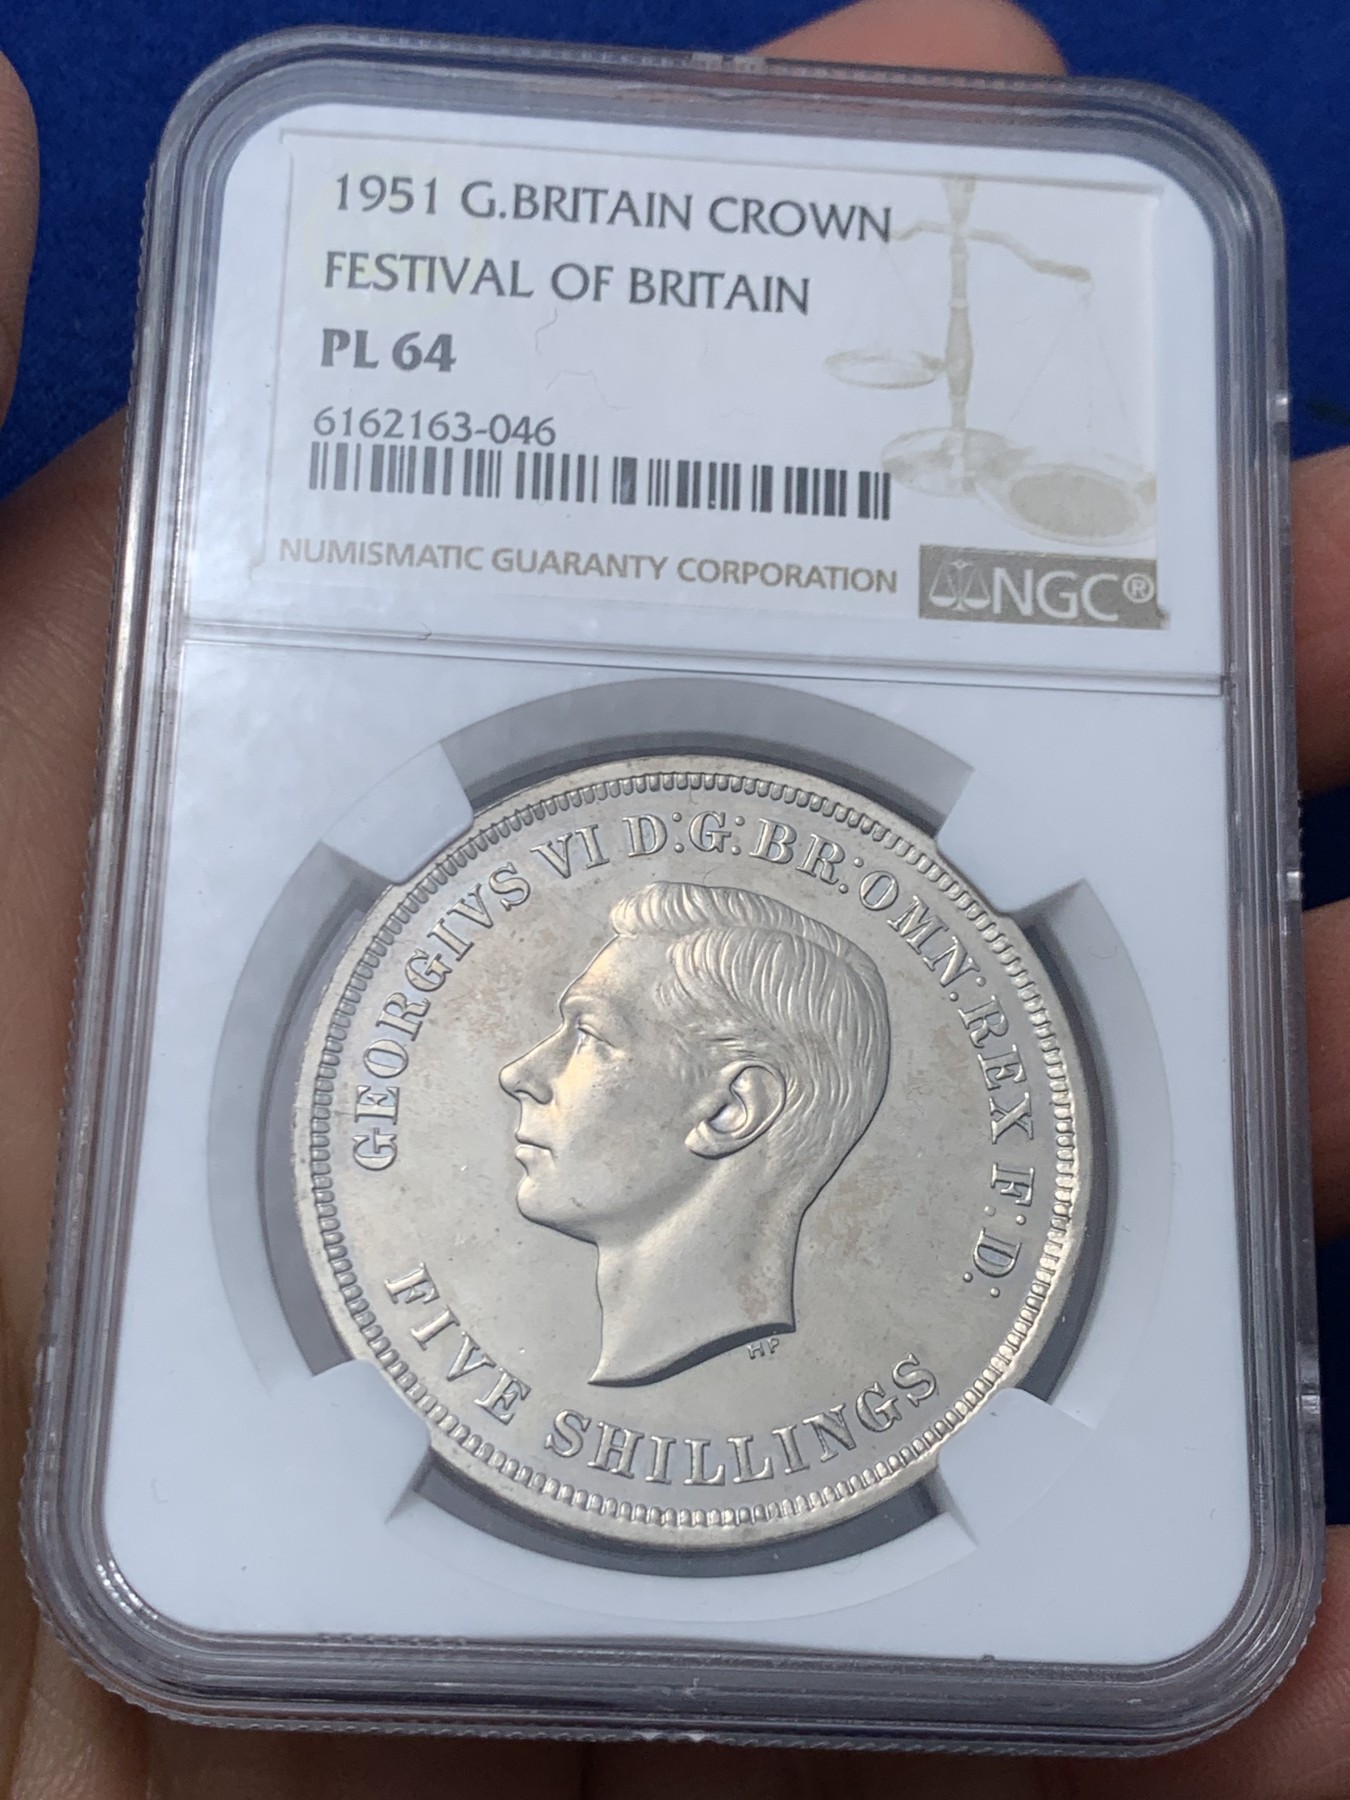 1951 G.BRITAIN CROWN
FESTIVAL OF BRITAIN
PL 64
6162163-046
NUMISMATIC GUARANTY CORPORATION
NGC®
GEORGIVS VI D:G:BR:OMN:REX F:D:
HP
FIVE SHILLINGS